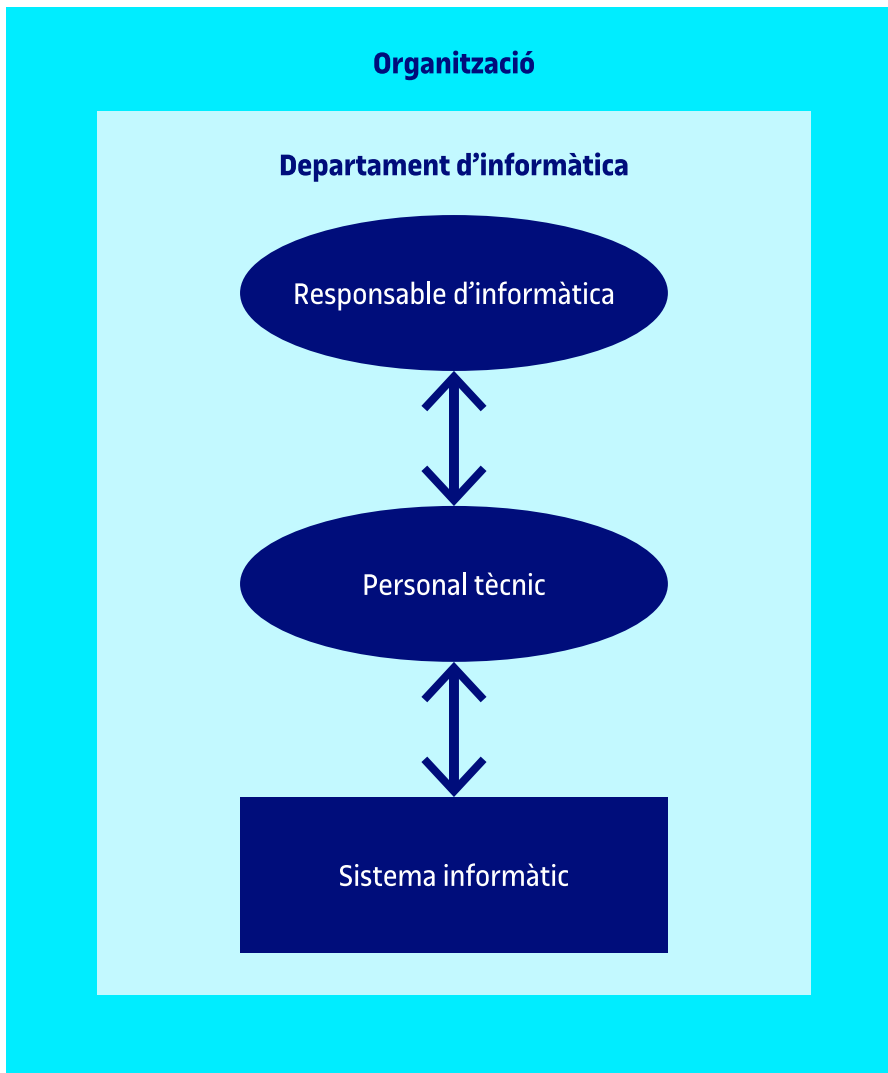 Organització
Departament d’informàtica
Responsable d’informàtica
Personal tècnic
Sistema informàtic